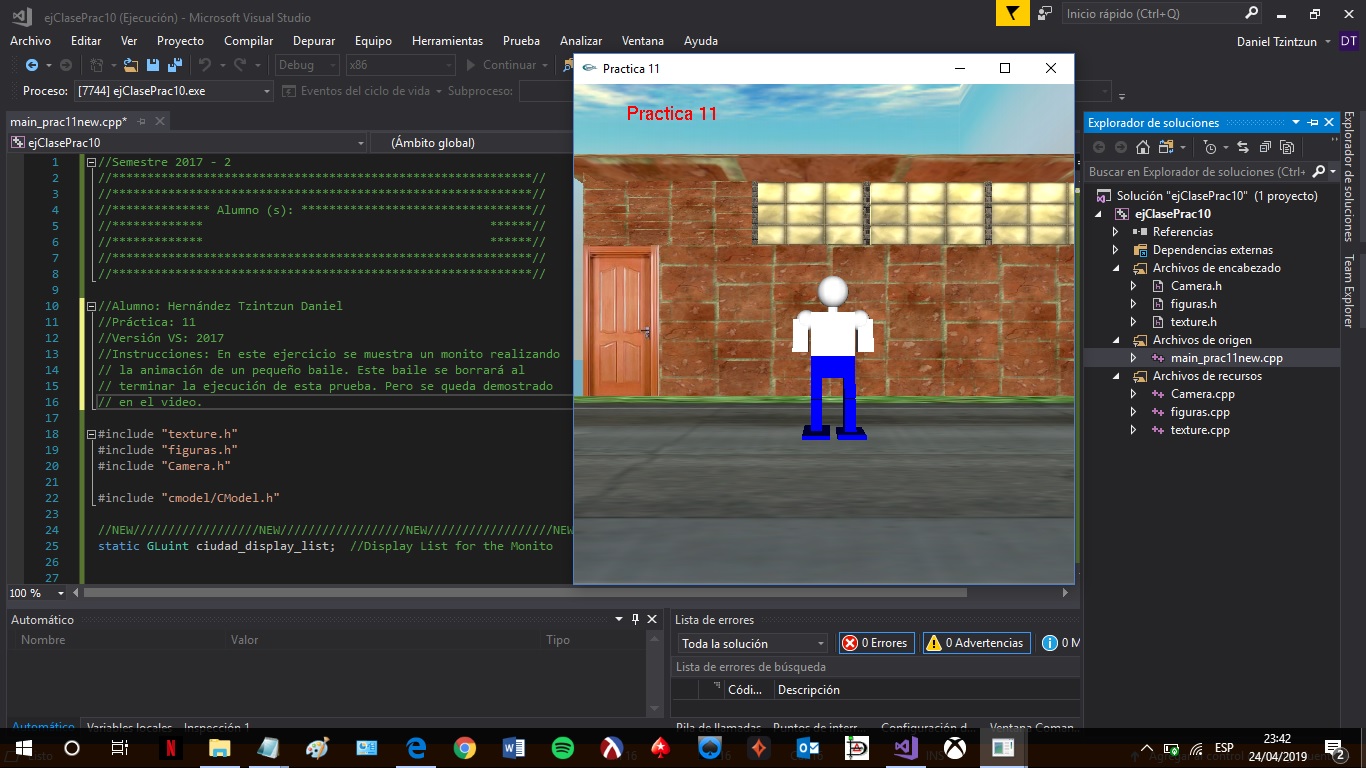 ejClasePrac10 (Ejecución) - Microsoft Visual Studio
Inicio rápido (Ctrl+Q)
Archivo Editar Ver Proyecto Compilar Depurar Equipo Herramientas Prueba Analizar Ventana Ayuda
Daniel Tzintzun DT
Debug x86 Continuar
Proceso: [7744] ejClasePrac10.exe Eventos del ciclo de vida Subproceso:
main_prac11new.cpp*
ejClasePrac10 (Ámbito global)
1 //Semestre 2017 - 2
2 //************************************************************//
3 //************************************************************//
4 //************** Alumno (s): *********************************//
5 //************* *******//
6 //************* *******//
7 //************************************************************//
8 //************************************************************//
9
10 //Alumno: Hernández Tzintzun Daniel
11 //Práctica: 11
12 //Versión VS: 2017
13 //Instrucciones: En este ejercicio se muestra un monito realizando
14 // la animación de un pequeño baile. Este baile se borrará al
15 // terminar la ejecución de esta prueba. Pero se queda demostrado
16 // en el video.
17
18 #include "texture.h"
19 #include "figuras.h"
20 #include "Camera.h"
21
22 #include "cmodel/CModel.h"
23
24 //NEW//////////////////NEW//////////////////NEW//////////////////NEW
25 static GLuint ciudad_display_list; //Display List for the Monito
26
27
100 %
Practica 11
Practica 11
Explorador de soluciones
Buscar en Explorador de soluciones (Ctrl+
Solución "ejClasePrac10" (1 proyecto)
ejClasePrac10
Referencias
Dependencias externas
Archivos de encabezado
Camera.h
figuras.h
texture.h
Archivos de origen
main_prac11new.cpp
Archivos de recursos
Camera.cpp
figuras.cpp
texture.cpp
Explorador de soluciones
Team Explorer
Automático
Nombre Valor Tipo
Automático Variables locales Inspección 1
Lista de errores
Toda la solución 0 Errores 0 Advertencias 0 M
Lista de errores de búsqueda
Códi... Descripción
Pila de llamadas Puntos de interr... Configuración d... Ventana Coman...
Listo
ESP
23:42
24/04/2019
2